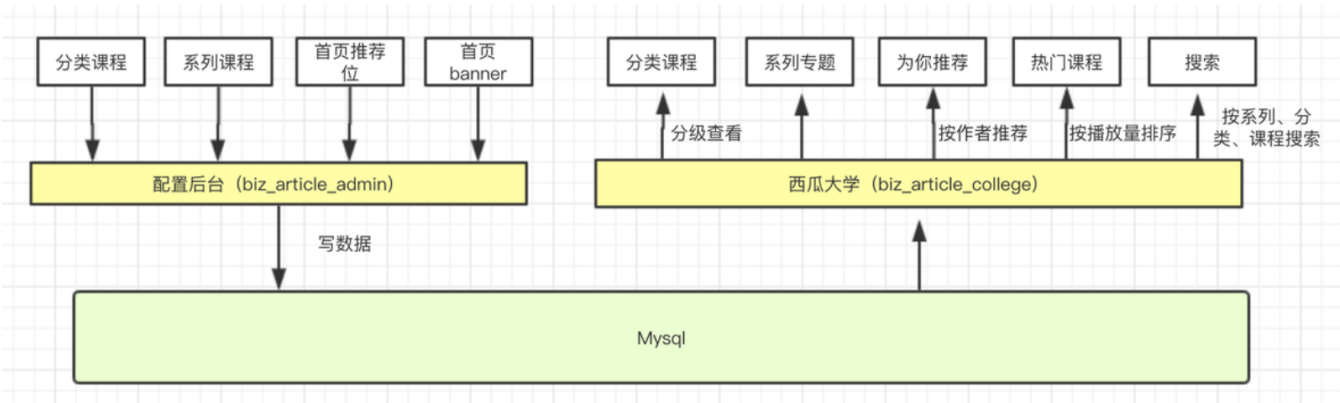 分类课程
系列课程
首页推荐
位
首页
banner
分类课程
系列专题
为你推荐
热门课程
搜索
分级查看
按作者推荐
按播放量排序
按系列、分
类、课程搜索
配置后台（biz_article_admin）
西瓜大学（biz_article_college）
写数据
Mysql